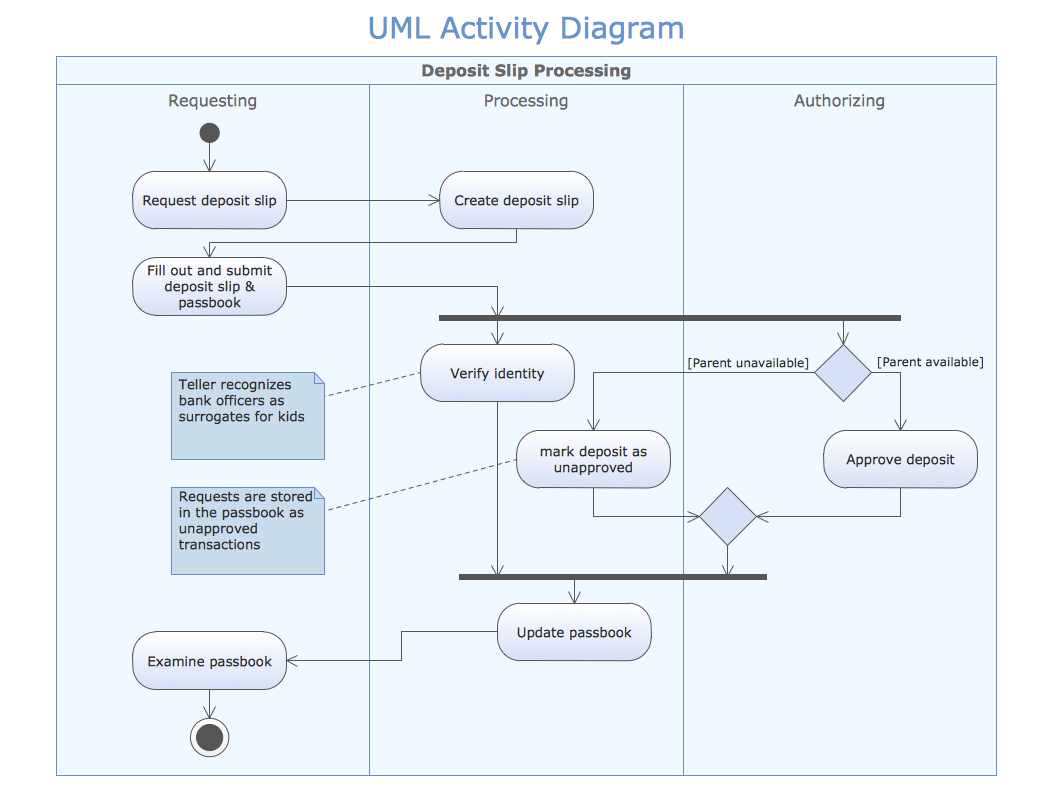 UML Activity Diagram
Deposit Slip Processing
Requesting
Processing
Authorizing
Request deposit slip
Create deposit slip
Fill out and submit
deposit slip &
passbook
[Parent unavailable]
[Parent available]
Verify identity
Teller recognizes
bank officers as
surrogates for kids
mark deposit as
unapproved
Approve deposit
Requests are stored
in the passbook as
unapproved
transactions
Update passbook
Examine passbook